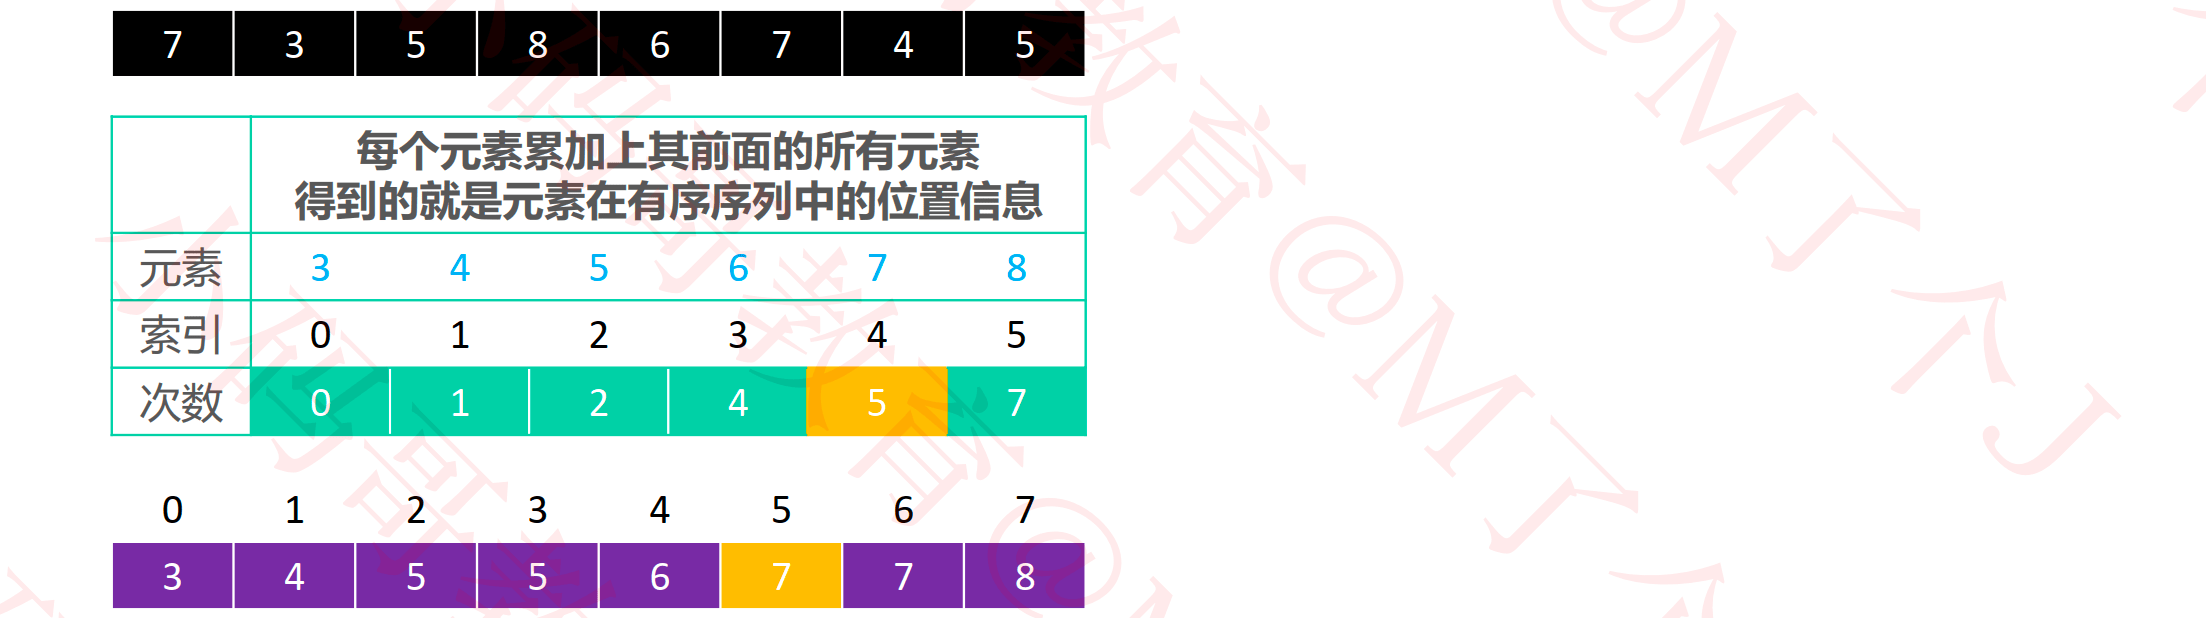 7 3 5 8 6 7 4 5
每个元素累加上其前面的所有元素
得到的就是元素在有序序列中的位置信息
元素 3 4 5 6 7 8
索引 0 1 2 3 4 5
次数 0 1 2 4 5 7
0 1 2 3 4 5 6 7
3 4 5 5 6 7 7 8
小码哥教育@M了个J